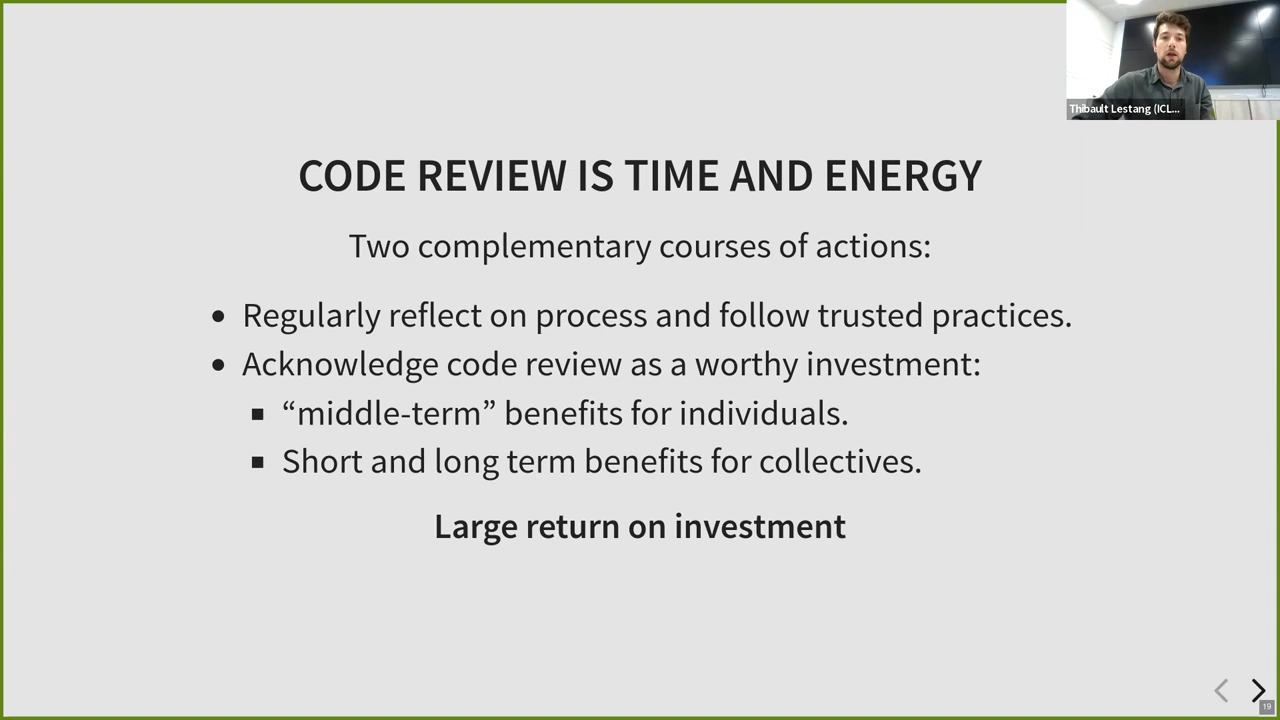 Thibault Lestang (ICL...
CODE REVIEW IS TIME AND ENERGY
Two complementary courses of actions:
• Regularly reflect on process and follow trusted practices.
• Acknowledge code review as a worthy investment:
▪ “middle-term” benefits for individuals.
▪ Short and long term benefits for collectives.
Large return on investment
19